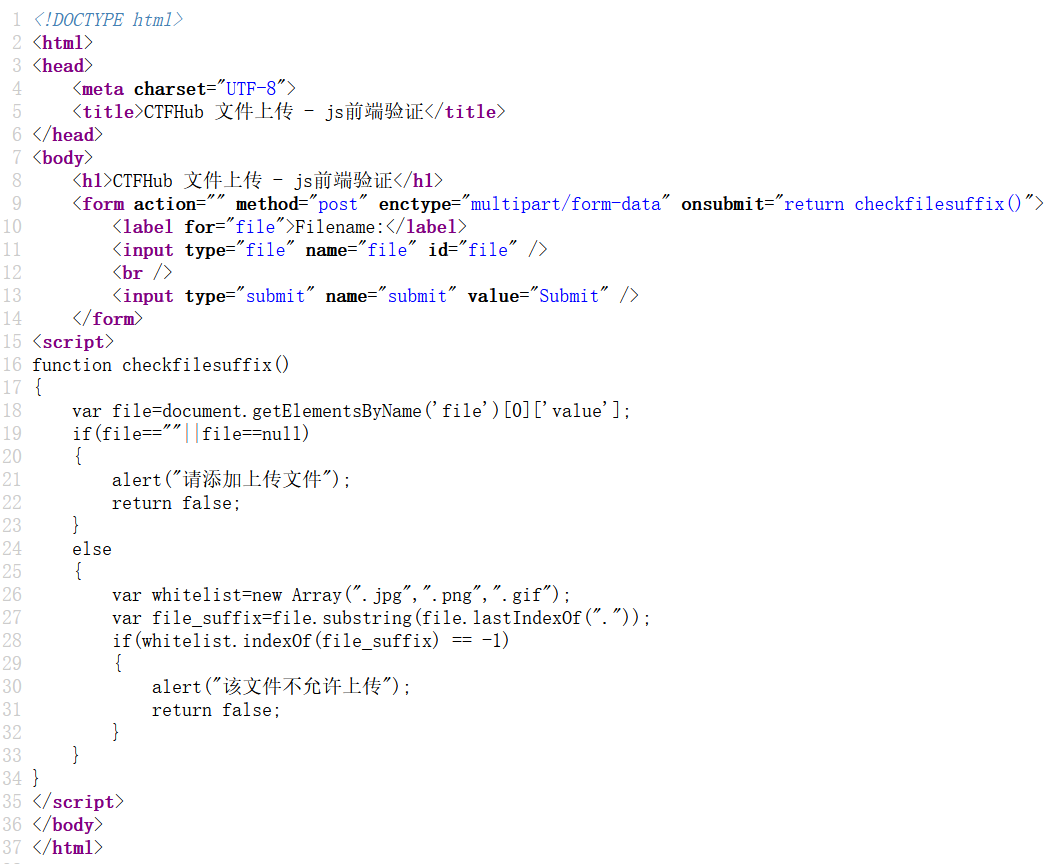 1 <!DOCTYPE html>
2 <html>
3 <head>
4     <meta charset="UTF-8">
5     <title>CTFHub 文件上传 - js前端验证</title>
6 </head>
7 <body>
8     <h1>CTFHub 文件上传 - js前端验证</h1>
9     <form action="" method="post" enctype="multipart/form-data" onsubmit="return checkfilesuffix()">
10         <label for="file">Filename:</label>
11         <input type="file" name="file" id="file" />
12         <br />
13         <input type="submit" name="submit" value="Submit" />
14     </form>
15 <script>
16 function checkfilesuffix()
17 {
18     var file=document.getElementsByName('file')[0]['value'];
19     if(file==""||file==null)
20     {
21         alert("请添加上传文件");
22         return false;
23     }
24     else
25     {
26         var whitelist=new Array(".jpg",".png",".gif");
27         var file_suffix=file.substring(file.lastIndexOf("."));
28         if(whitelist.indexOf(file_suffix) == -1)
29         {
30             alert("该文件不允许上传");
31             return false;
32         }
33     }
34 }
35 </script>
36 </body>
37 </html>